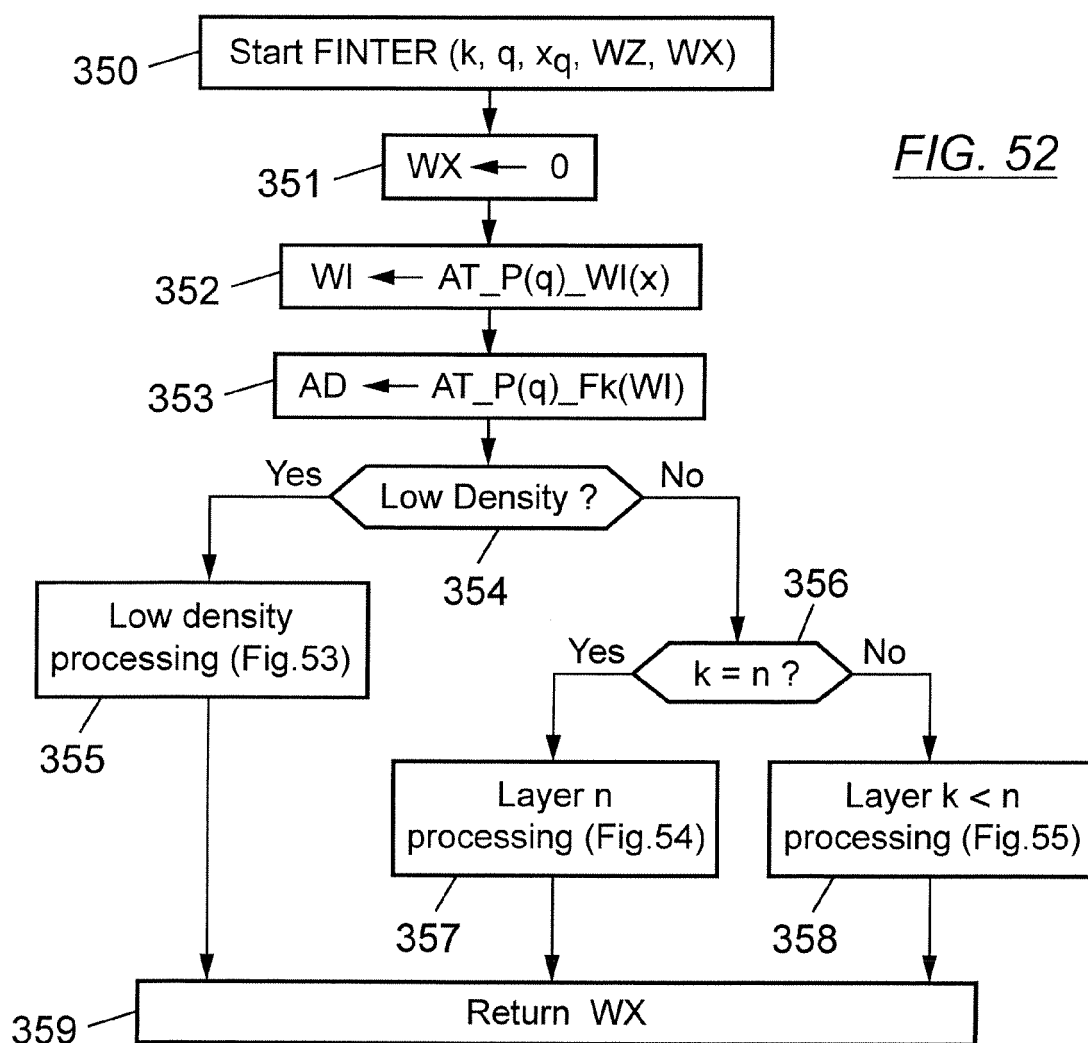 350
Start FINTER (k, q, xq, WZ, WX)
FIG. 52
351
WX ← 0
352
WI ← AT_P(q)_WI(x)
353
AD ← AT_P(q)_Fk(WI)
Yes
Low Density ?
No
354
356
Low density
processing (Fig.53)
355
Yes
k = n ?
No
Layer n
processing (Fig.54)
357
Layer k < n
processing (Fig.55)
358
359
Return WX